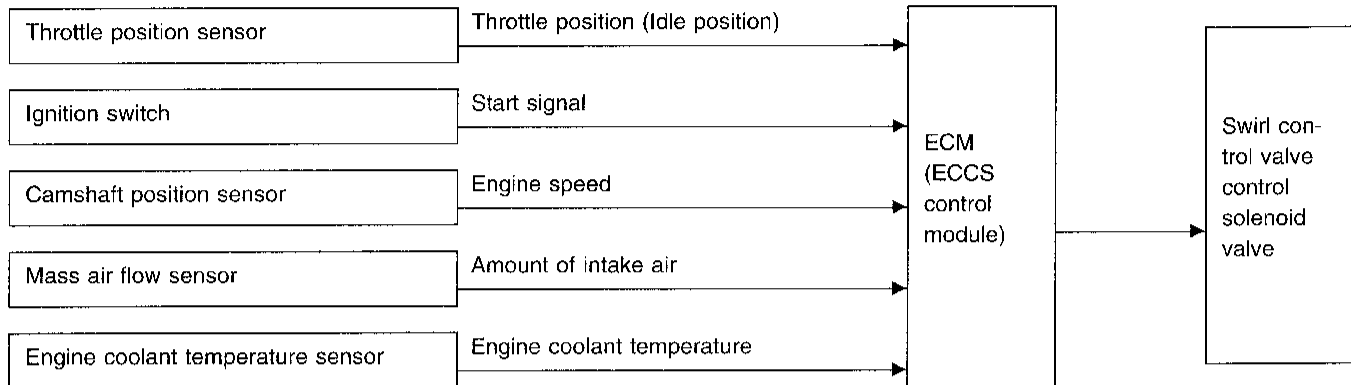 Throttle position sensor
Throttle position (Idle position)
Ignition switch
Start signal
Camshaft position sensor
Engine speed
Mass air flow sensor
Amount of intake air
Engine coolant temperature sensor
Engine coolant temperature
ECM
(ECCS
control
module)
Swirl con-
trol valve
control
solenoid
valve